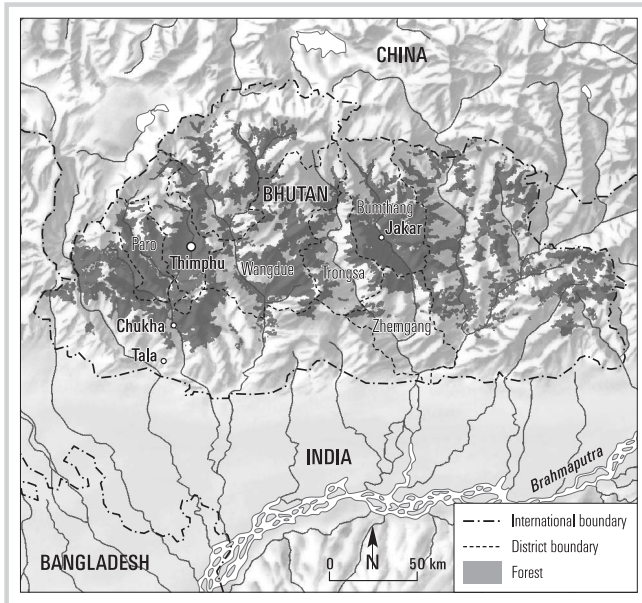 CHINA
BHUTAN
Bumthang
Jakar
Paro
Thimphu
Wangdue
Trongsa
Chukha
Zhemgang
Tala
INDIA
Brahmaputra
BANGLADESH
N
0 50 km
International boundary
District boundary
Forest